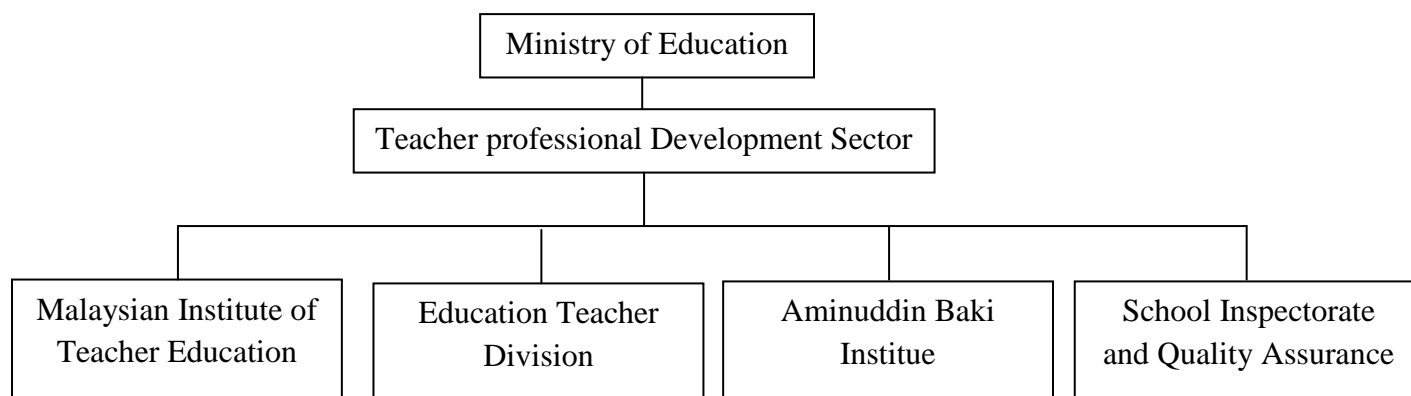 Ministry of Education
Teacher professional Development Sector
Malaysian Institute of
Teacher Education
Education Teacher
Division
Aminuddin Baki
Institue
School Inspectorate
and Quality Assurance